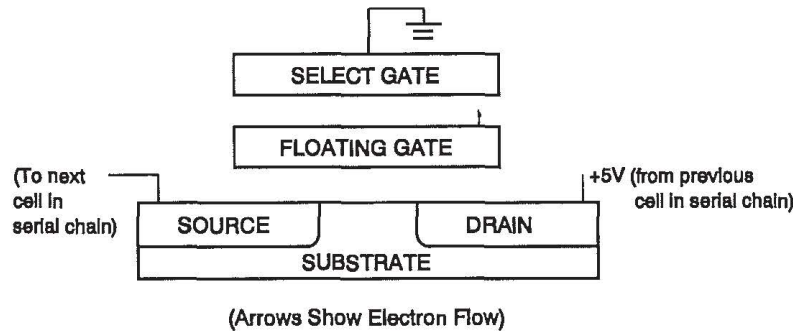 SELECT GATE
FLOATING GATE
(To next
cell in
serial chain)
+5V (from previous
cell in serial chain)
SOURCE
DRAIN
SUBSTRATE
(Arrows Show Electron Flow)